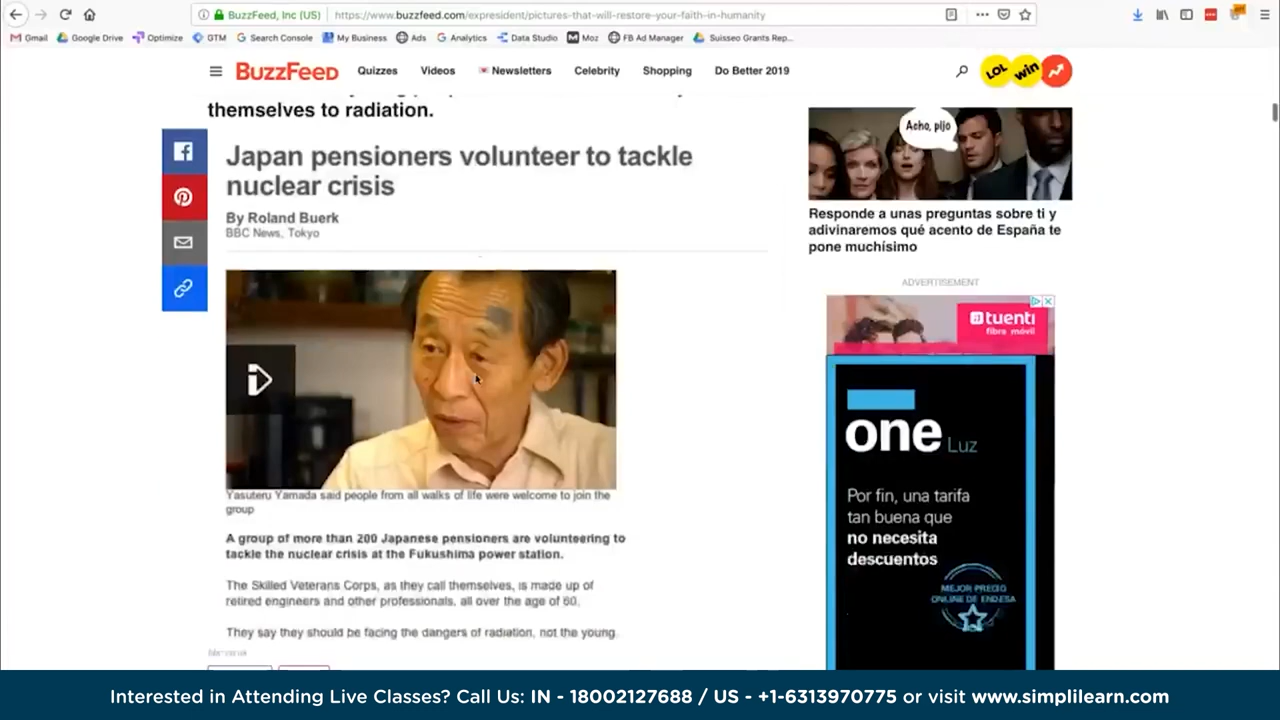 BuzzFeed, Inc (US)
https://www.buzzfeed.com/expresident/pictures-that-will-restore-your-faith-in-humanity
Gmail
Google Drive
Optimize
GTM
Search Console
My Business
Ads
Analytics
Data Studio
Moz
FB Ad Manager
Suisseo Grants Rep...
BuzzFeed
Quizzes
Videos
Newsletters
Celebrity
Shopping
Do Better 2019
LOL
win
themselves to radiation.
Japan pensioners volunteer to tackle
nuclear crisis
By Roland Buerk
BBC News, Tokyo
Yasuteru Yamada said people from all walks of life were welcome to join the
group
A group of more than 200 Japanese pensioners are volunteering to
tackle the nuclear crisis at the Fukushima power station.
The Skilled Veterans Corps, as they call themselves, is made up of
retired engineers and other professionals, all over the age of 60.
They say they should be facing the dangers of radiation, not the young.
Acho, pijo
Responde a unas preguntas sobre ti y
adivinaremos qué acento de España te
pone muchísimo
ADVERTISEMENT
tuenti
fibra móvil
one Luz
Por fin, una tarifa
tan buena que
no necesita
descuentos
MEJOR PRECIO
ONLINE DE ENDESA
Interested in Attending Live Classes? Call Us: IN - 18002127688 / US - +1-6313970775 or visit www.simplilearn.com